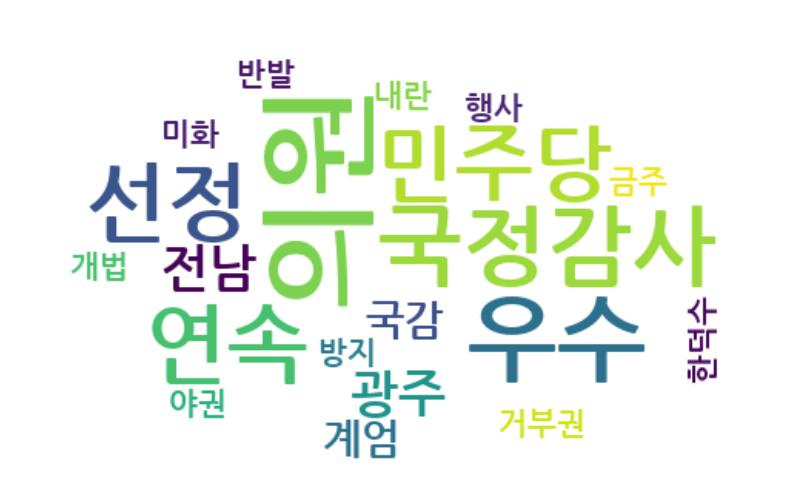 반발
내란
행사
미화
의원
민주당
선정
금주
국정감사
전남
개법
연속
국감
우수
한덕수
방지
야권
광주
거부권
계엄